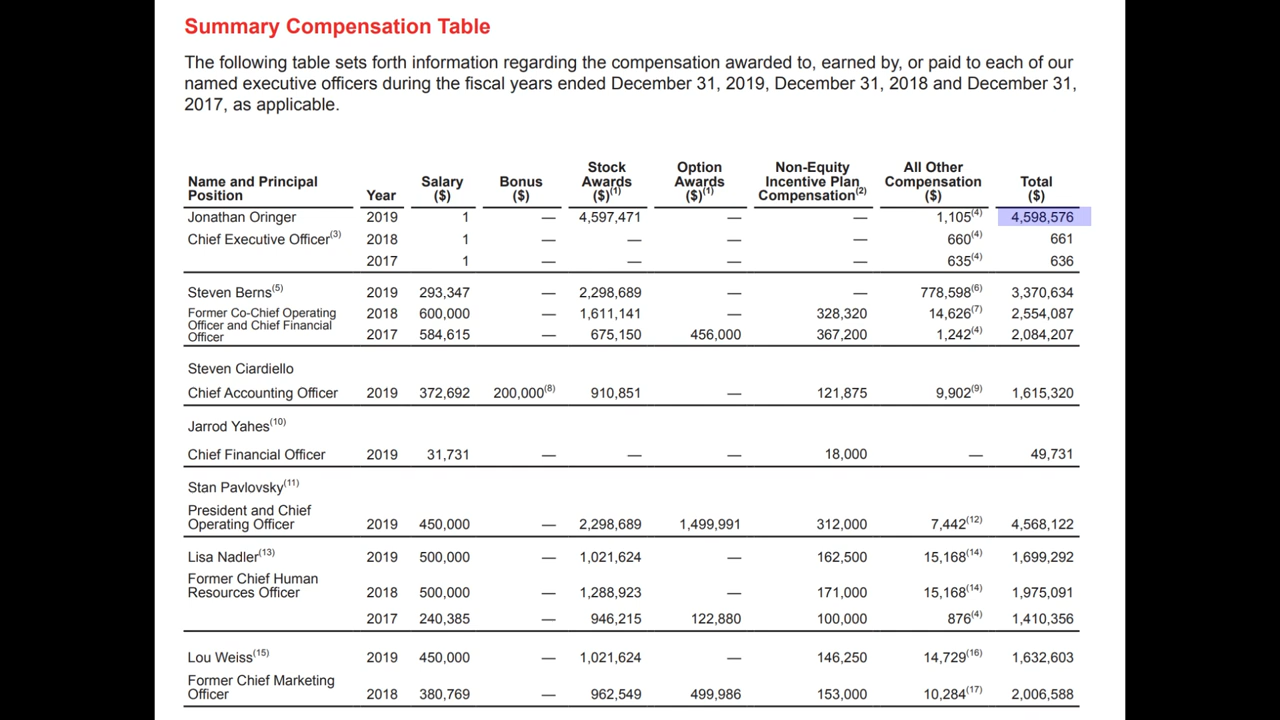 Summary Compensation Table
The following table sets forth information regarding the compensation awarded to, earned by, or paid to each of our
named executive officers during the fiscal years ended December 31, 2019, December 31, 2018 and December 31,
2017, as applicable.
Name and Principal Position Year Salary ($) Bonus ($) Stock Awards ($)(1) Option Awards ($)(1) Non-Equity Incentive Plan Compensation(2) All Other Compensation ($) Total ($)
Jonathan Oringer 2019 1 — 4,597,471 — — 1,105(4) 4,598,576
Chief Executive Officer(3) 2018 1 — — — — 660(4) 661
2017 1 — — — — 635(4) 636
Steven Berns(5) 2019 293,347 — 2,298,689 — — 778,598(6) 3,370,634
Former Co-Chief Operating 2018 600,000 — 1,611,141 — 328,320 14,626(7) 2,554,087
Officer and Chief Financial
Officer 2017 584,615 — 675,150 456,000 367,200 1,242(4) 2,084,207
Steven Ciardiello
Chief Accounting Officer 2019 372,692 200,000(8) 910,851 — 121,875 9,902(9) 1,615,320
Jarrod Yahes(10)
Chief Financial Officer 2019 31,731 — — — 18,000 — 49,731
Stan Pavlovsky(11)
President and Chief
Operating Officer 2019 450,000 — 2,298,689 1,499,991 312,000 7,442(12) 4,568,122
Lisa Nadler(13) 2019 500,000 — 1,021,624 — 162,500 15,168(14) 1,699,292
Former Chief Human
Resources Officer 2018 500,000 — 1,288,923 — 171,000 15,168(14) 1,975,091
2017 240,385 — 946,215 122,880 100,000 876(4) 1,410,356
Lou Weiss(15) 2019 450,000 — 1,021,624 — 146,250 14,729(16) 1,632,603
Former Chief Marketing
Officer 2018 380,769 — 962,549 499,986 153,000 10,284(17) 2,006,588